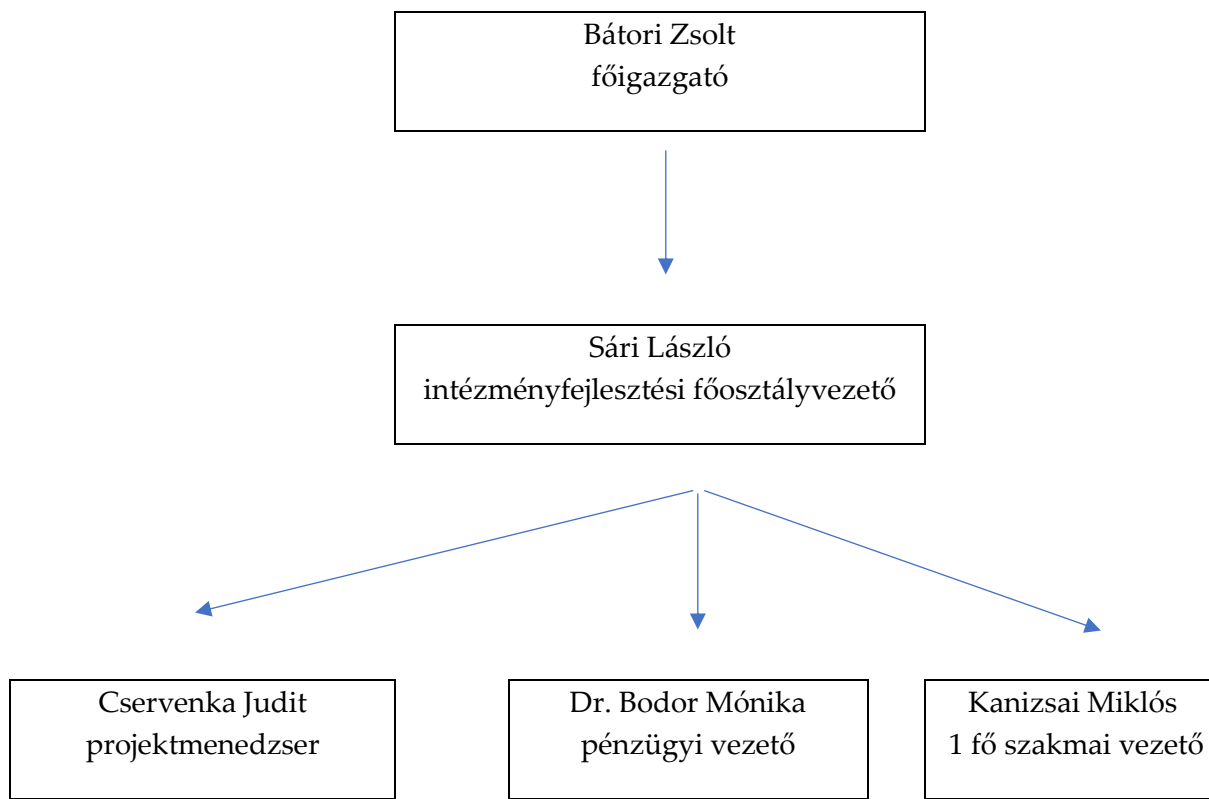 Bátori Zsolt
főigazgató
Sári László
intézményfejlesztési főosztályvezető
Cservenka Judit
projektmenedzser
Dr. Bodor Mónika
pénzügyi vezető
Kanizsai Miklós
1 fő szakmai vezető